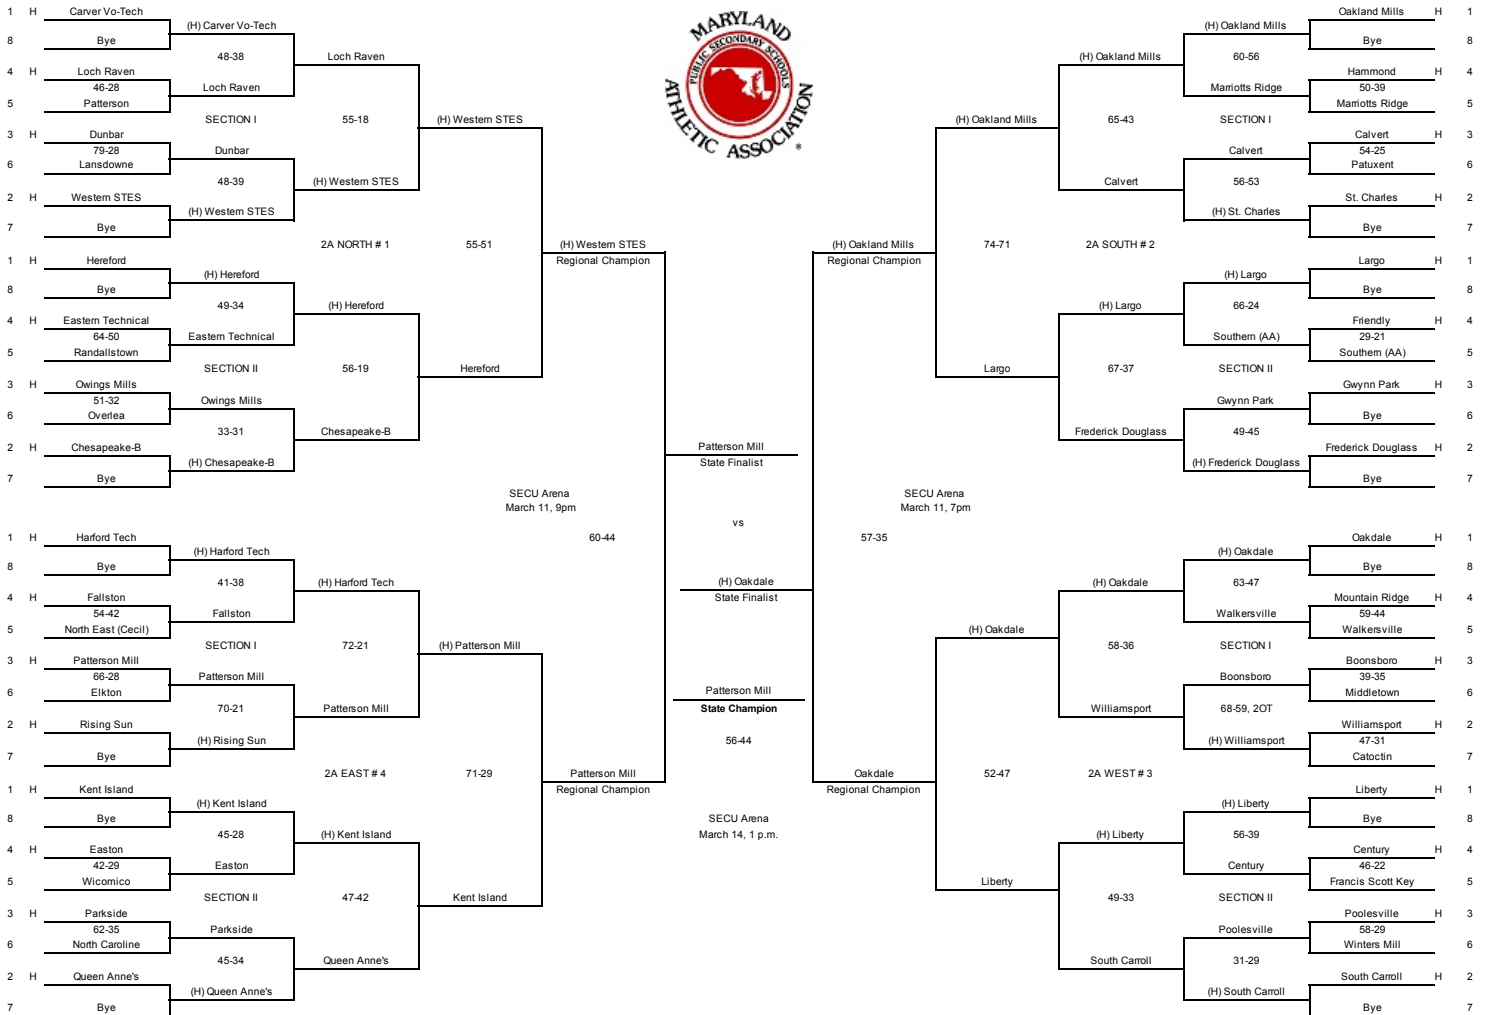 MARYLAND
PUBLIC SECONDARY SCHOOLS
ATHLETIC ASSOCIATION
®
1 H Carver Vo-Tech
(H) Carver Vo-Tech
8 Bye
48-38
Loch Raven
4 H Loch Raven
46-28
Loch Raven
5 Patterson
SECTION I
55-18
(H) Western STES
3 H Dunbar
79-28
Dunbar
6 Lansdowne
48-39
(H) Western STES
2 H Western STES
(H) Western STES
7 Bye
2A NORTH # 1
55-51
(H) Western STES
Regional Champion
1 H Hereford
(H) Hereford
8 Bye
49-34
(H) Hereford
4 H Eastern Technical
64-50
Eastern Technical
5 Randallstown
SECTION II
56-19
Hereford
3 H Owings Mills
51-32
Owings Mills
6 Overlea
33-31
Chesapeake-B
2 H Chesapeake-B
(H) Chesapeake-B
7 Bye
SECU Arena
March 11, 9pm
60-44
1 H Harford Tech
(H) Harford Tech
8 Bye
41-38
(H) Harford Tech
4 H Fallston
54-42
Fallston
5 North East (Cecil)
SECTION I
72-21
(H) Patterson Mill
3 H Patterson Mill
66-28
Patterson Mill
6 Elkton
70-21
Patterson Mill
2 H Rising Sun
(H) Rising Sun
7 Bye
2A EAST # 4
71-29
Patterson Mill
Regional Champion
1 H Kent Island
(H) Kent Island
8 Bye
45-28
(H) Kent Island
4 H Easton
42-29
Easton
5 Wicomico
SECTION II
47-42
Kent Island
3 H Parkside
62-35
Parkside
6 North Caroline
45-34
Queen Anne's
2 H Queen Anne's
(H) Queen Anne's
7 Bye
Patterson Mill
State Finalist
vs
(H) Oakdale
State Finalist
Patterson Mill
State Champion
56-44
SECU Arena
March 14, 1 p.m.
Oakland Mills H 1
(H) Oakland Mills
Bye 8
60-56
(H) Oakland Mills
Hammond H 4
50-39
Marriotts Ridge
Marriotts Ridge 5
SECTION I
65-43
(H) Oakland Mills
Calvert H 3
54-25
Calvert
Patuxent 6
56-53
Calvert
St. Charles H 2
(H) St. Charles
Bye 7
2A SOUTH # 2
74-71
(H) Oakland Mills
Regional Champion
Largo H 1
(H) Largo
Bye 8
66-24
(H) Largo
Friendly H 4
29-21
Southern (AA)
Southern (AA) 5
SECTION II
67-37
Largo
Gwynn Park H 3
Gwynn Park
Bye 6
49-45
Frederick Douglass
Frederick Douglass H 2
(H) Frederick Douglass
Bye 7
SECU Arena
March 11, 7pm
57-35
Oakdale H 1
(H) Oakdale
Bye 8
63-47
(H) Oakdale
Mountain Ridge H 4
59-44
Walkersville
Walkersville 5
SECTION I
58-36
(H) Oakdale
Boonsboro H 3
39-35
Boonsboro
Middletown 6
68-59, 2OT
Williamsport
Williamsport H 2
47-31
(H) Williamsport
Catoctin 7
2A WEST # 3
52-47
Oakdale
Regional Champion
Liberty H 1
(H) Liberty
Bye 8
56-39
(H) Liberty
Century H 4
46-22
Century
Francis Scott Key 5
SECTION II
49-33
Liberty
Poolesville H 3
58-29
Poolesville
Winters Mill 6
31-29
South Carroll
South Carroll H 2
(H) South Carroll
Bye 7